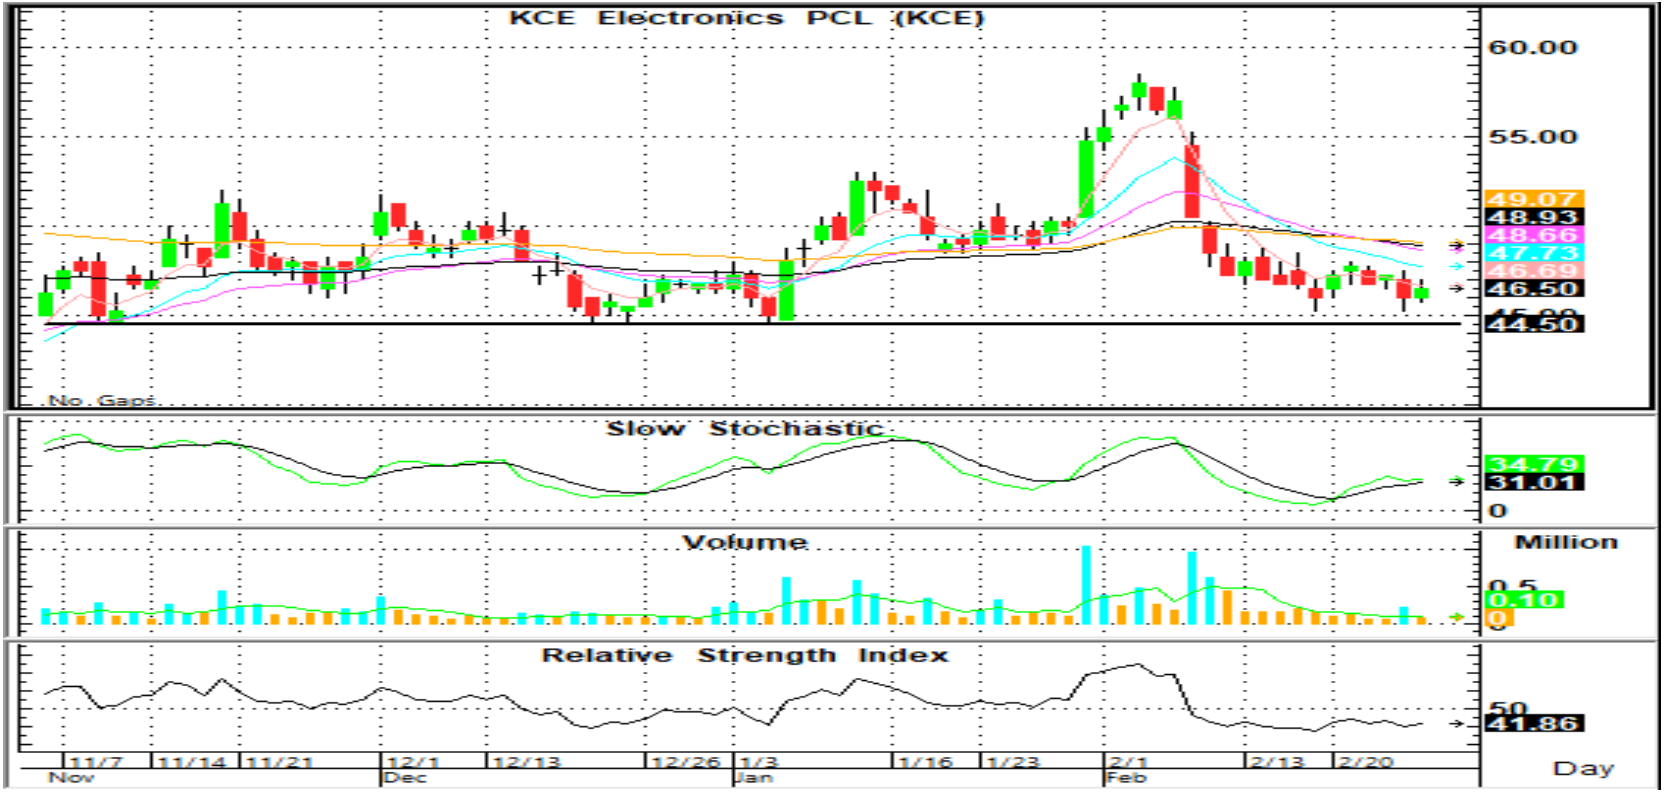 KCE Electronics PCL (KCE)
60.00
55.00
49.07
48.93
48.66
47.73
46.69
46.50
45.00
44.50
No Gaps
Slow Stochastic
34.79
31.01
0
Volume
Million
0.5
0.10
0
0
Relative Strength Index
50
41.86
11/7 11/14 11/21 12/1 12/13 12/26 1/3 1/16 1/23 2/1 2/13 2/20
Nov Dec Jan Feb
Day